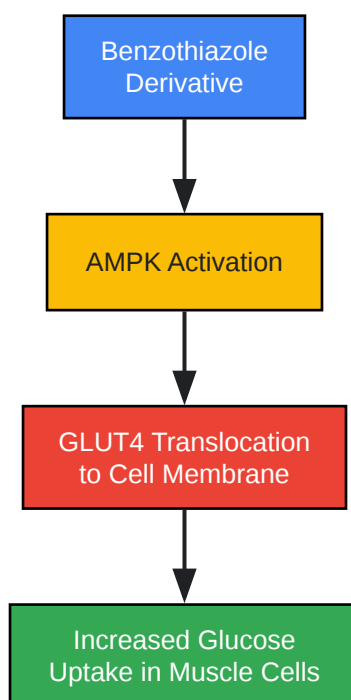 Benzothiazole
Derivative
AMPK Activation
GLUT4 Translocation
to Cell Membrane
Increased Glucose
Uptake in Muscle Cells